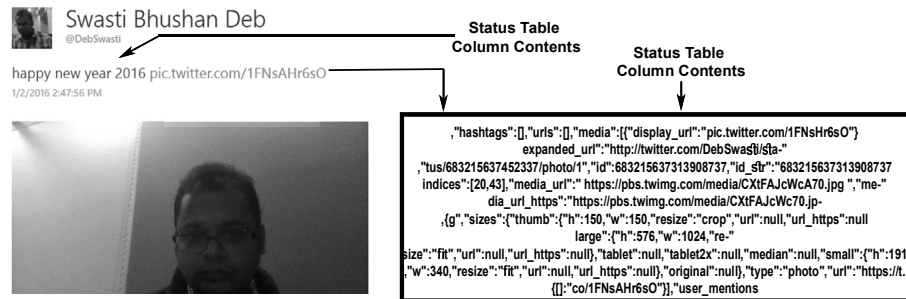 Swasti Bhushan Deb
@DebSwasti
happy new year 2016 pic.twitter.com/1FNsAHr6sO
1/2/2016 2:47:56 PM
Status Table
Column Contents
Status Table
Column Contents
,"hashtags":[],"urls":[],"media":[{"display_url":"pic.twitter.com/1FNsHr6sO"}
expanded_url":"http://twitter.com/DebSwasti/sta-"
,"tus/683215637452337/photo/1","id":683215637313908737,"id_str":"683215637313908737
indices":[20,43],"media_url":" https://pbs.twimg.com/media/CXtFAJcWcA70.jpg ","me-"
dia_url_https":"https://pbs.twimg.com/media/CXtFAJcWc70.jp-
,{g","sizes":{"thumb":{"h":150,"w":150,"resize":"crop","url":null,"url_https":null
large":{"h":576,"w":1024,"re-"
size":"fit","url":null,"url_https":null},"tablet":null,"tablet2x":null,"median":null,"small":{"h":191
,"w":340,"resize":"fit","url":null,"url_https":null},"original":null},"type":"photo","url":"https://t.
{[]:"co/1FNsAHr6sO"}],"user_mentions